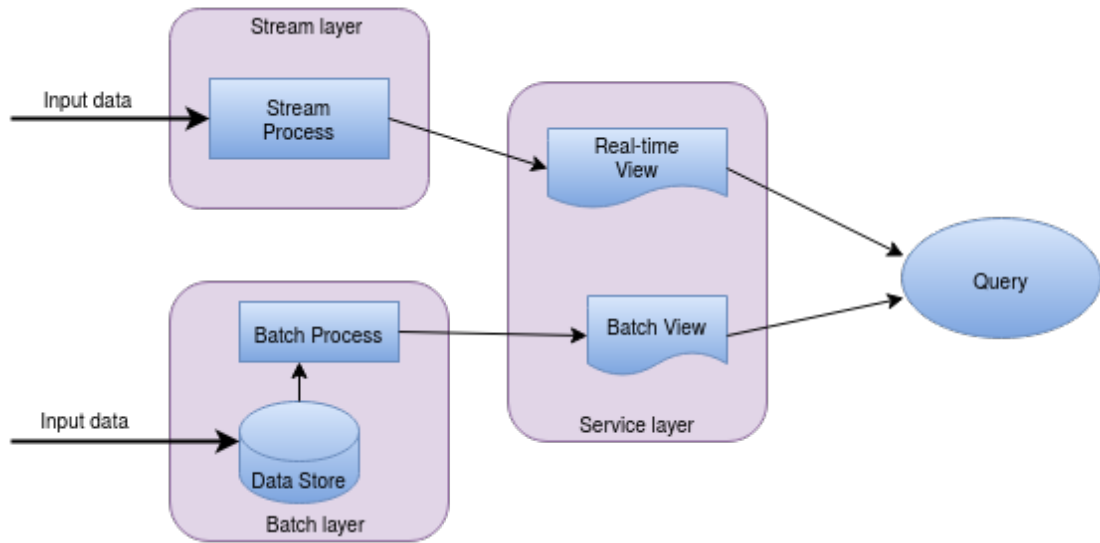 Stream layer
Input data
Stream
Process
Real-time
View
Query
Batch Process
Batch View
Input data
Data Store
Service layer
Batch layer